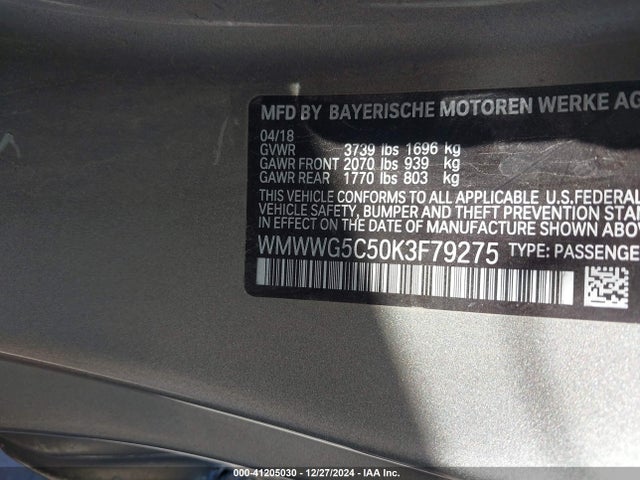 MFD BY BAYERISCHE MOTOREN WERKE AG
04/18
GVWR 3739 lbs 1696 kg
GAWR FRONT 2070 lbs 939 kg
GAWR REAR 1770 lbs 803 kg
THIS VEHICLE CONFORMS TO ALL APPLICABLE U.S.FEDERAL
VEHICLE SAFETY, BUMPER AND THEFT PREVENTION STAN
DARDS IN EFFECT ON THE DATE OF MANUFACTURE SHOWN
WMWWG5C50K3F79275 TYPE: PASSENGE
000-41205030 - 12/27/2024 - IAA Inc.